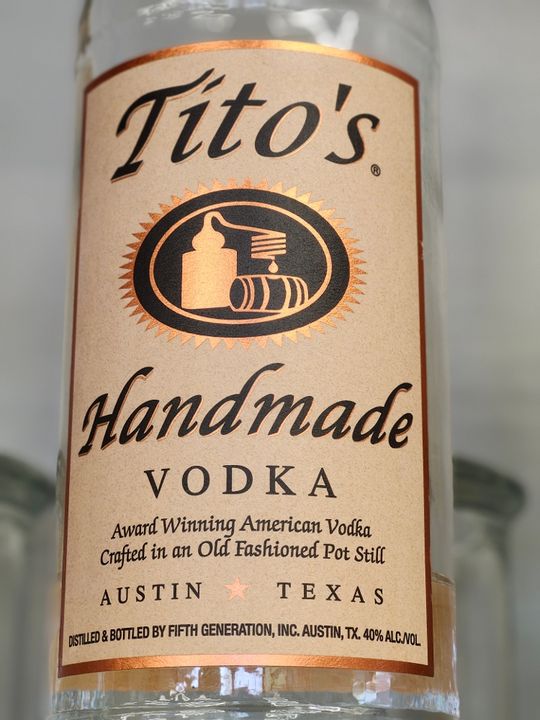 Tito's®
Handmade
VODKA
Award Winning American Vodka
Crafted in an Old Fashioned Pot Still
AUSTIN ★ TEXAS
DISTILLED & BOTTLED BY FIFTH GENERATION, INC. AUSTIN, TX. 40% ALC./VOL.